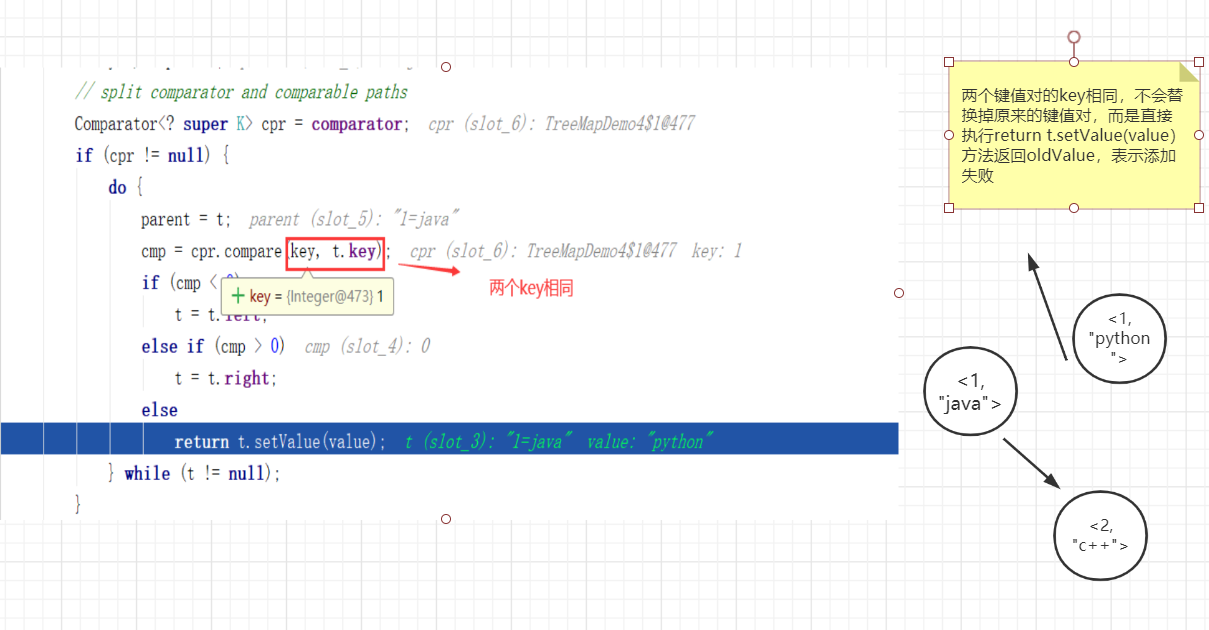 // split comparator and comparable paths
Comparator<? super K> cpr = comparator; cpr (slot_6): TreeMapDemo4$1@477
if (cpr != null) {
do {
parent = t; parent (slot_5): "1=java"
cmp = cpr.compare(key, t.key); cpr (slot_6): TreeMapDemo4$1@477 key: 1
两个key相同
if (cmp <
+ key = {Integer@473} 1
t = t.left;
else if (cmp > 0) cmp (slot_4): 0
t = t.right;
else
return t.setValue(value); t (slot_3): "1=java" value: "python"
} while (t != null);
}
两个键值对的key相同，不会替
换掉原来的键值对，而是直接
执行return t.setValue(value)
方法返回oldValue，表示添加
失败
<1,
"python
">
<1,
"java">
<2,
"c++">